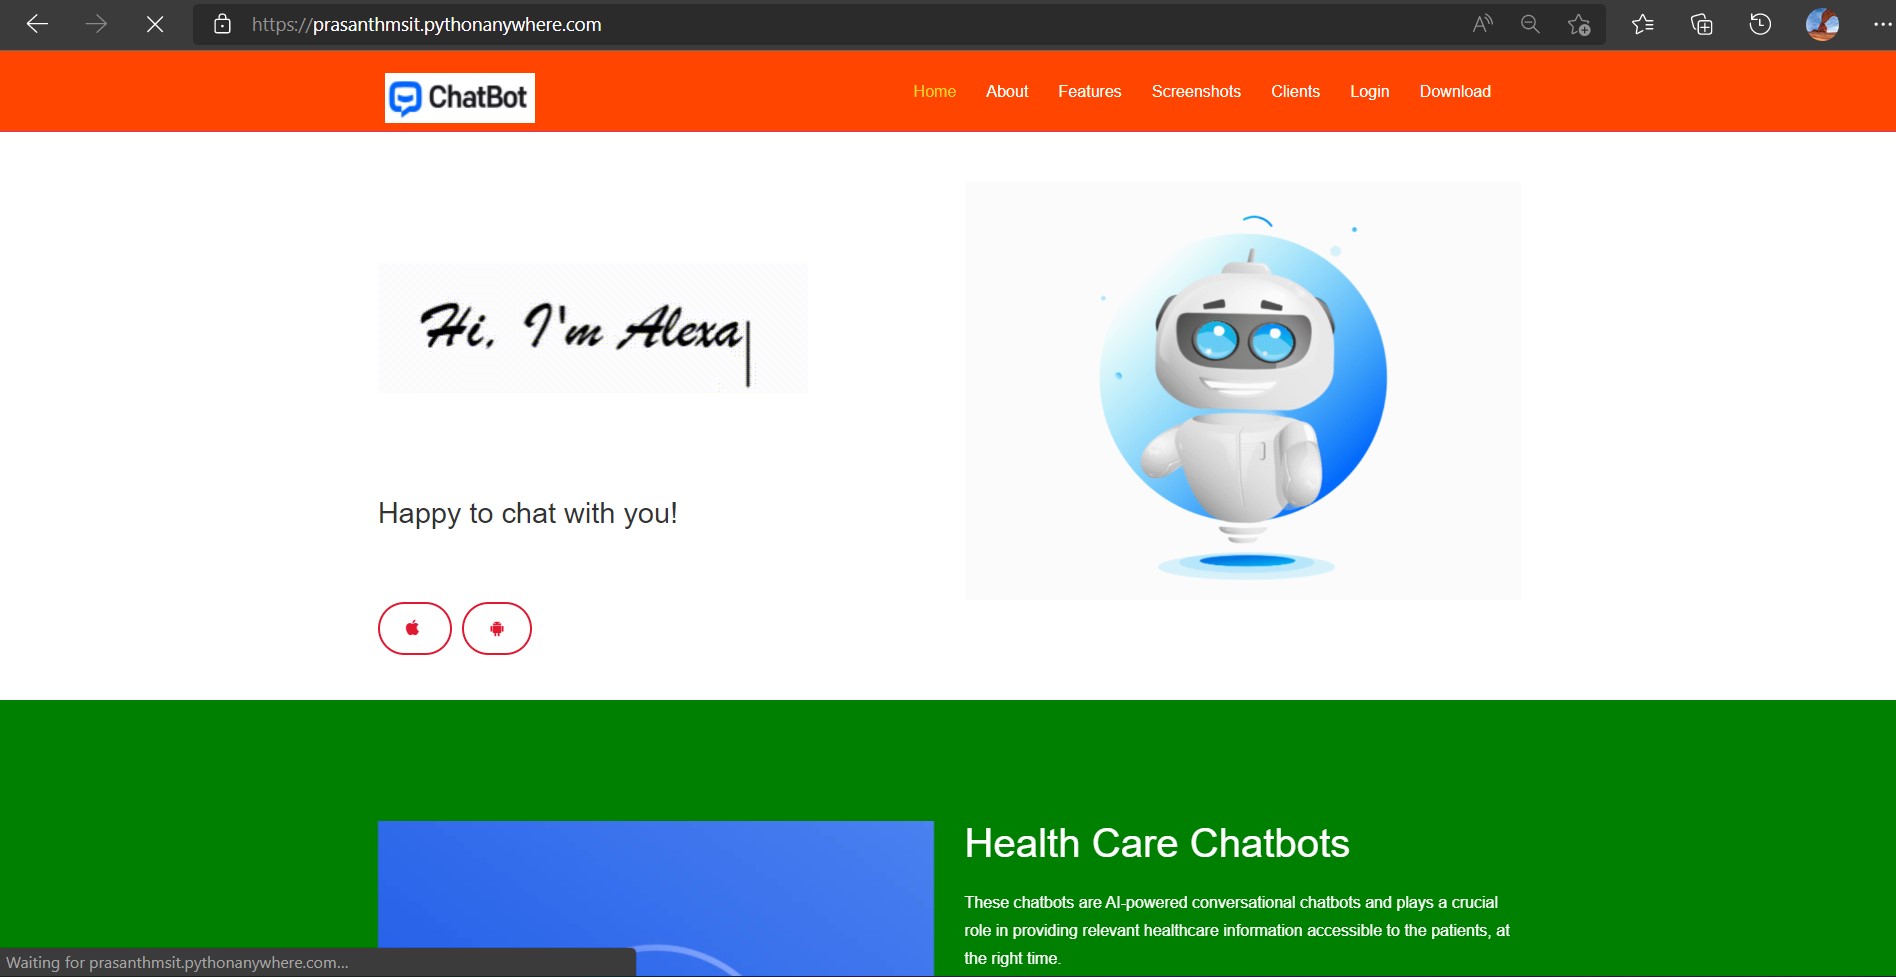 https://prasanthmsit.pythonanywhere.com
ChatBot
Home About Features Screenshots Clients Login Download
Hi, I'm Alexa
Happy to chat with you!
Health Care Chatbots
These chatbots are AI-powered conversational chatbots and plays a crucial
role in providing relevant healthcare information accessible to the patients, at
the right time.
Waiting for prasanthmsit.pythonanywhere.com...